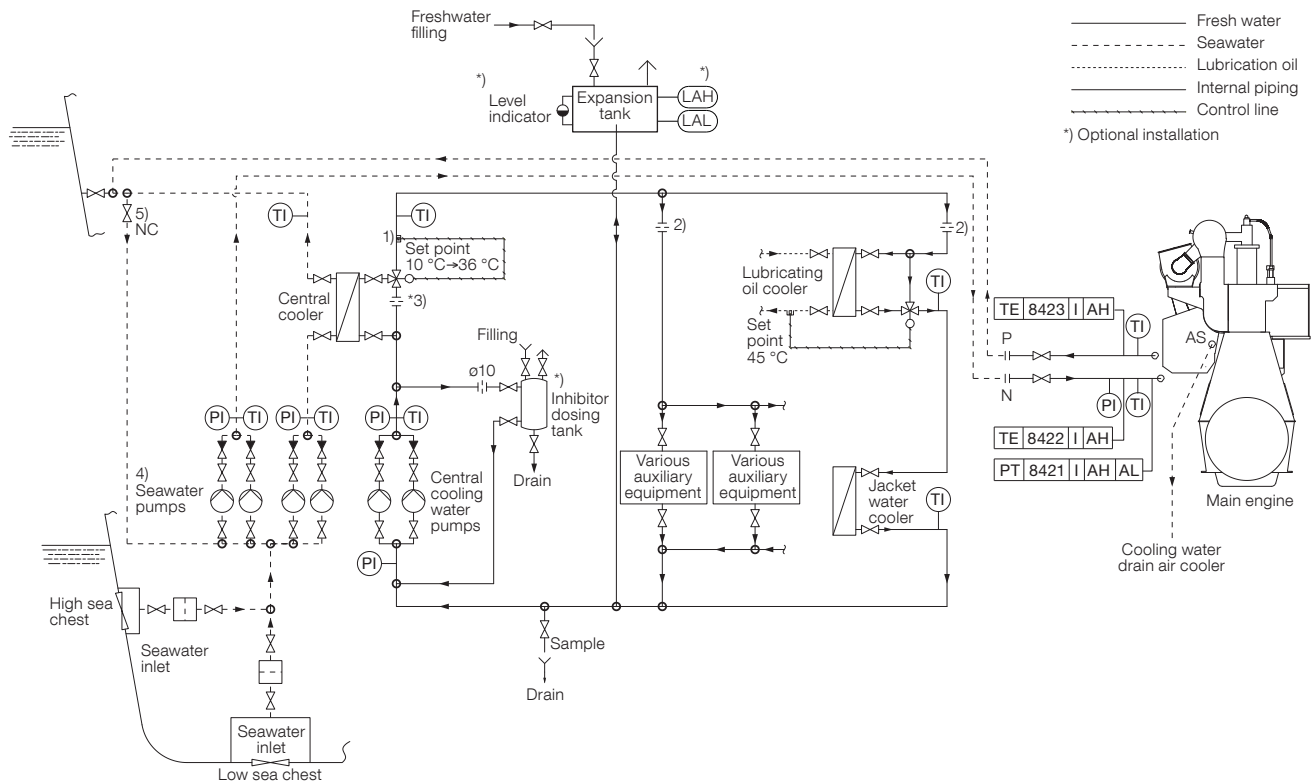 Freshwater
filling
Fresh water
Seawater
Lubrication oil
Internal piping
Control line
*) Optional installation
*)
Level
indicator
Expansion
tank
*)
LAH
LAL
5)
NC
TI
TI
1)
Set point
10 °C→36 °C
*3)
Central
cooler
2)
2)
Lubricating
oil cooler
TI
Set
point
45 °C
Filling
ø10
*)
Inhibitor
dosing
tank
Drain
TE 8423 I AH
TI
P
AS
N
PI
TI
TE 8422 I AH
PT 8421 I AH AL
Main engine
Cooling water
drain air cooler
PI
TI
PI
TI
PI
TI
4)
Seawater
pumps
Central
cooling
water
pumps
Various
auxiliary
equipment
Various
auxiliary
equipment
Jacket
water
cooler
TI
PI
High sea
chest
Seawater
inlet
Sample
Drain
Seawater
inlet
Low sea chest